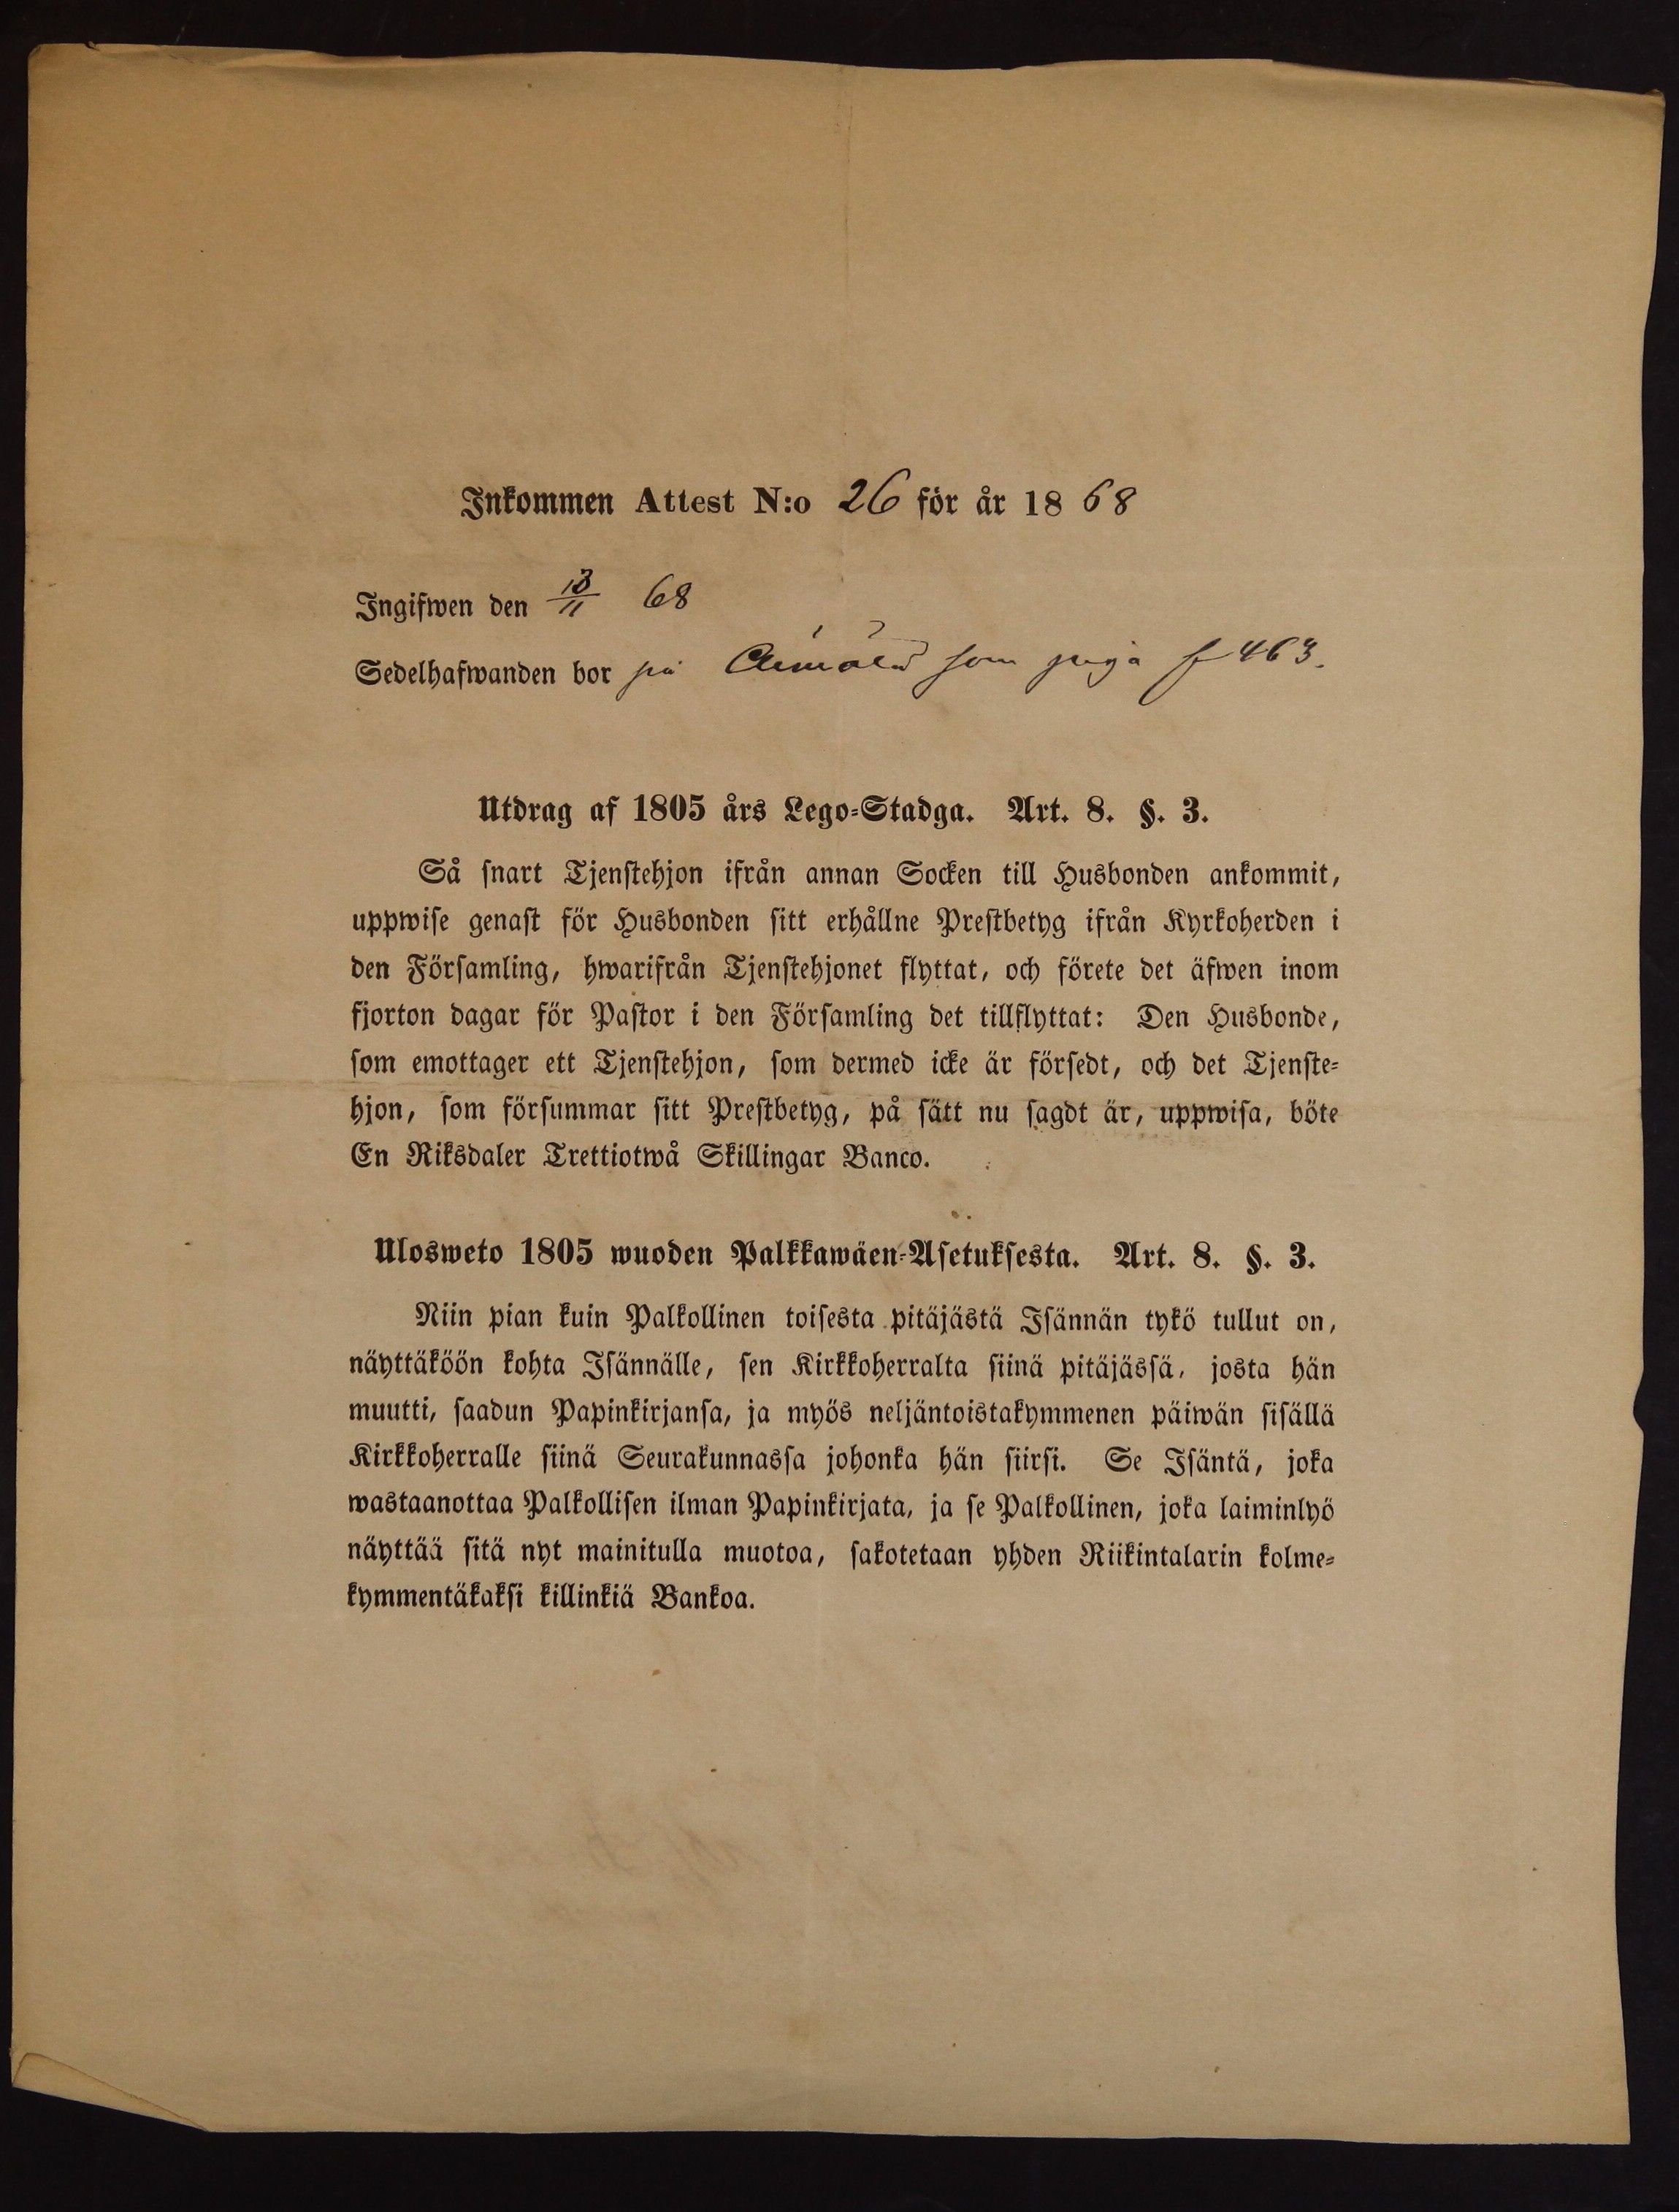 Inkommen Attest N:o 26 för år 1868
Ingifwen den 13/11 68
Sedelhafwanden bor på som piga f 463.
Utdrag af 1805 års Lego-Stadga. Art. 8. §. 3.
Så snart Tjenstehjon ifrån annan Socken till Husbonden ankommit,
uppwise genast för Husbonden sitt erhållne Prestbetyg ifrån Kyrkoherden i
den Församling, hwarifrån Tjenstehjonet flyttat, och förete det äfwen inom
fjorton dagar för Pastor i den Församling det tillflyttat: Den Husbonde,
som emottager ett Tjenstehjon, som dermed icke är försedt, och det Tjenste-
hjon, som försummar sitt Prestbetyg, på sätt nu sagdt är, uppwisa, böte
En Riksdaler Trettiotwå Skillingar Banco.
Ulosweto 1805 wuoden Palkkawäen-Asetuksesta. Art. 8. §. 3.
Niin pian kuin Palkollinen toisesta pitäjästä Isännän tykö tullut on,
näyttäköön kohta Isännälle, sen Kirkkoherralta siinä pitäjässä, josta hän
muutti, saadun Papinkirjansa, ja myös neljäntoistakymmenen päiwän sisällä
Kirkkoherralle siinä Seurakunnassa johonka hän siirsi. Se Isäntä, joka
wastaanottaa Palkollisen ilman Papinkirjata, ja se Palkollinen, joka laiminlyö
näyttää sitä nyt mainitulla muotoa, sakotetaan yhden Riikintalarin kolme-
kymmentäkaksi killinkiä Bankoa.